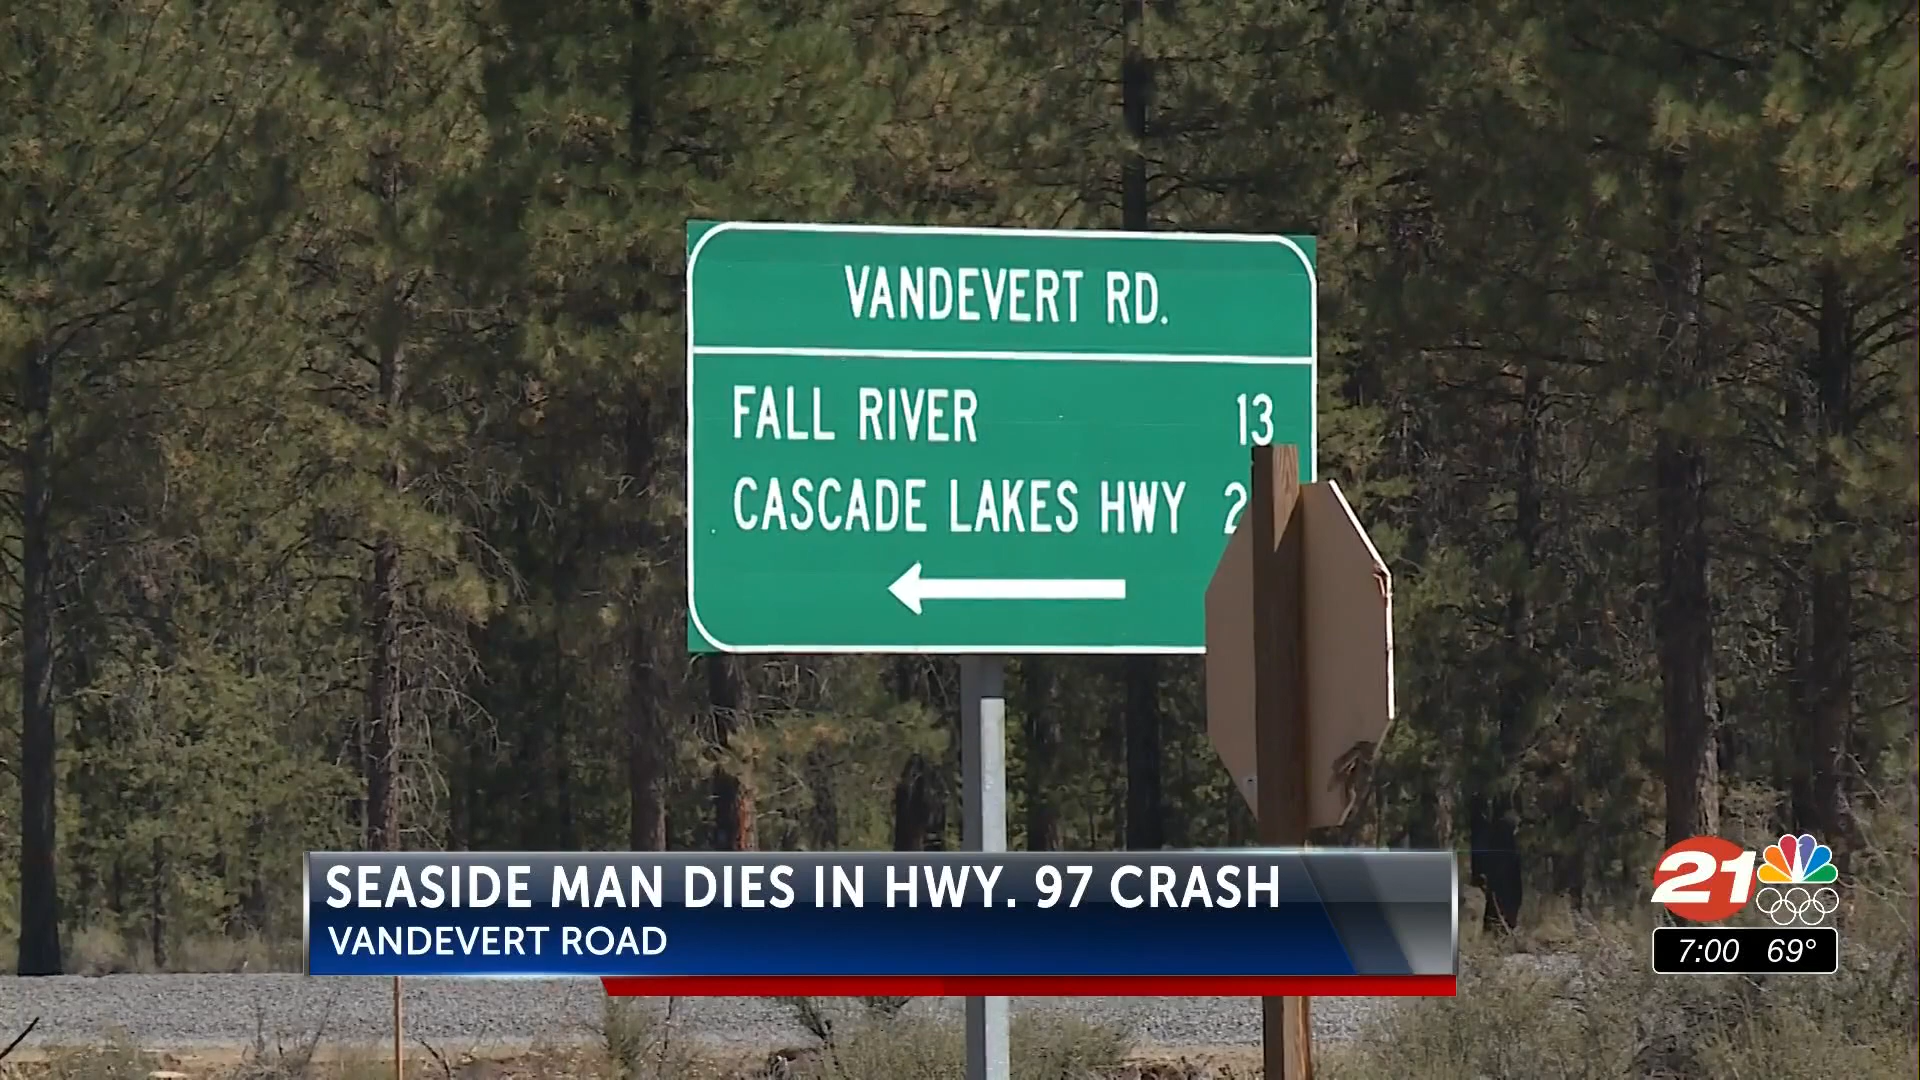 VANDEVERT RD.
FALL RIVER 13
CASCADE LAKES HWY 2
SEASIDE MAN DIES IN HWY. 97 CRASH
VANDEVERT ROAD
21
7:00 69°